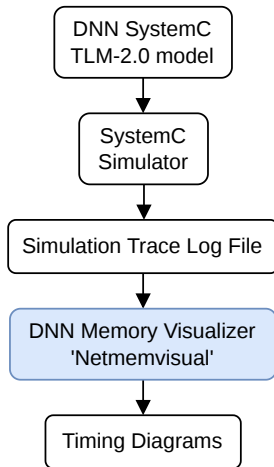 DNN SystemC
TLM-2.0 model
SystemC
Simulator
Simulation Trace Log File
DNN Memory Visualizer
'Netmemvisual'
Timing Diagrams